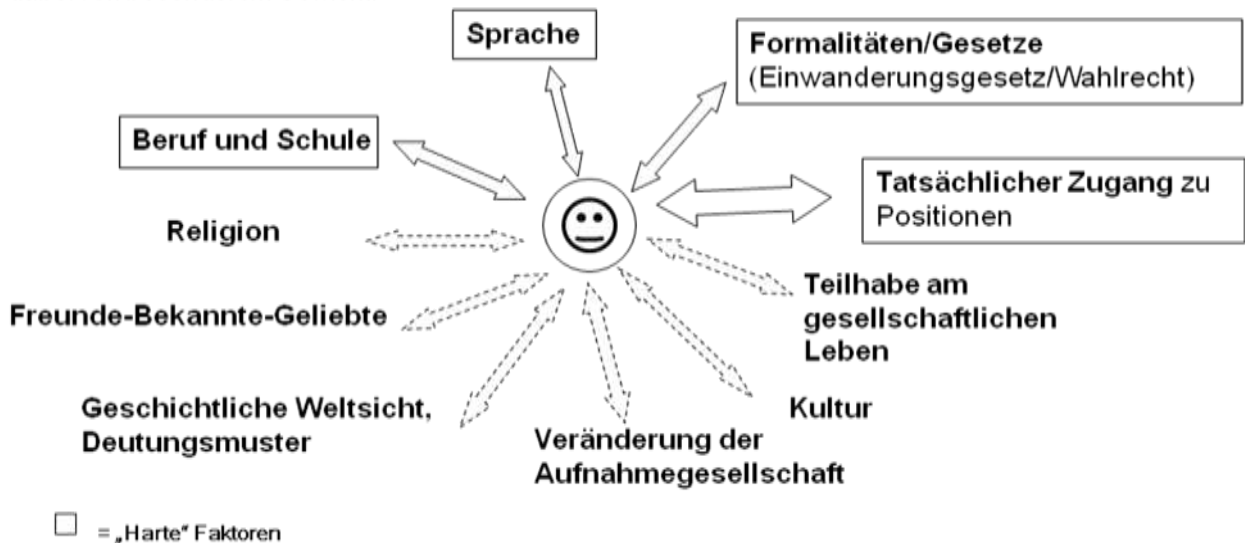 Sprache
Formalitäten/Gesetze
(Einwanderungsgesetz/Wahlrecht)
Beruf und Schule
Tatsächlicher Zugang zu
Positionen
Religion
Teilhabe am
gesellschaftlichen
Leben
Freunde-Bekannte-Geliebte
Geschichtliche Weltsicht,
Deutungsmuster
Kultur
Veränderung der
Aufnahmegesellschaft
= „Harte" Faktoren